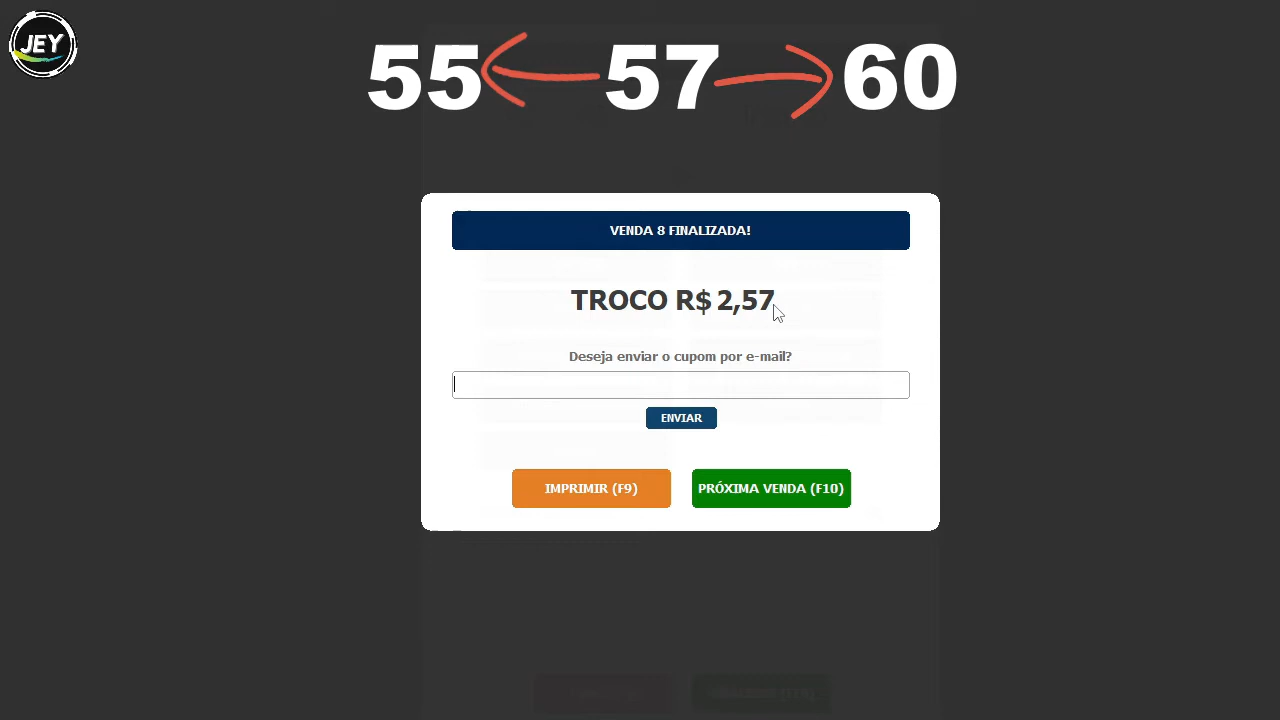 JEY
55 57 60
VENDA 8 FINALIZADA!
TROCO R$ 2,57
Deseja enviar o cupom por e-mail?
ENVIAR
IMPRIMIR (F9)
PRÓXIMA VENDA (F10)